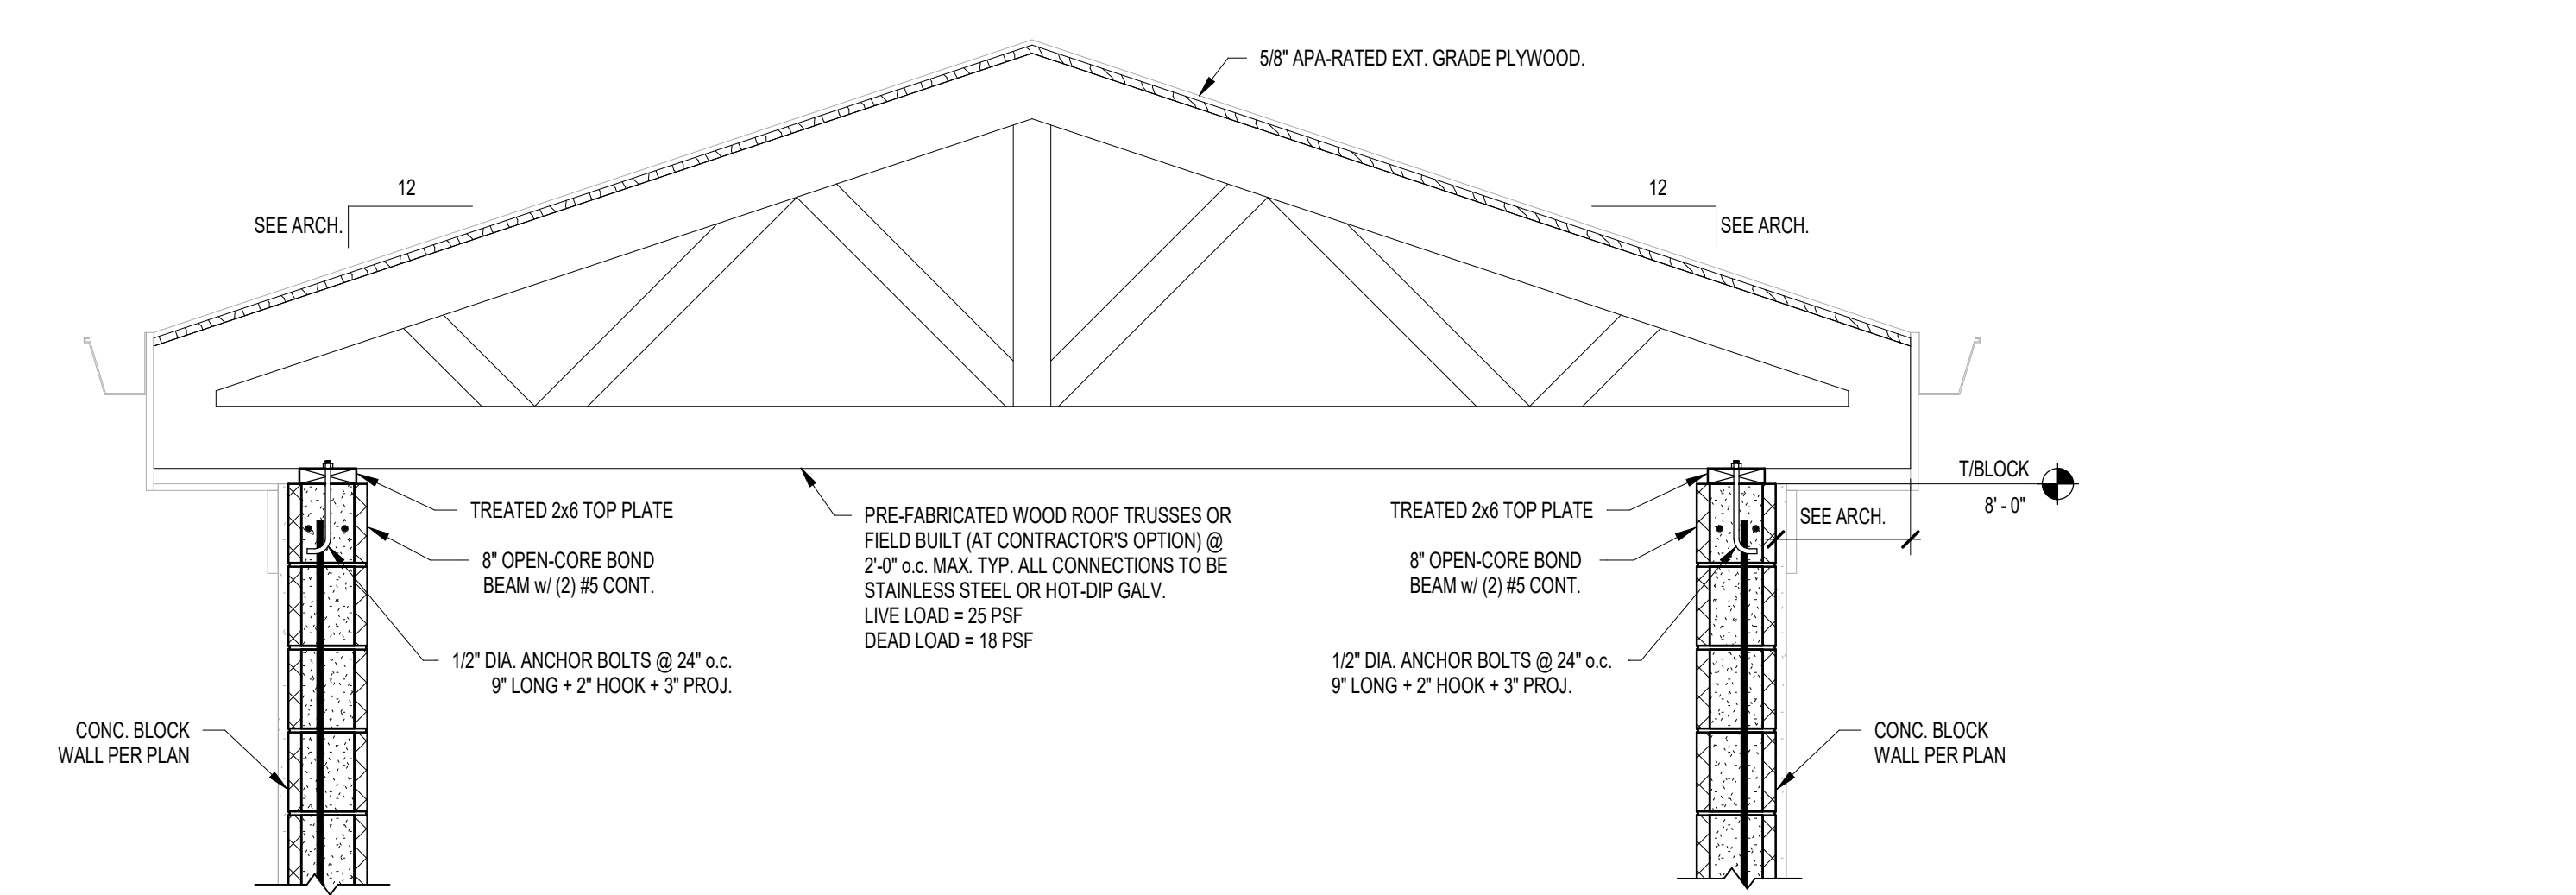 5/8" APA-RATED EXT. GRADE PLYWOOD.
12
SEE ARCH.
12
SEE ARCH.
TREATED 2x6 TOP PLATE
8" OPEN-CORE BOND
BEAM w/ (2) #5 CONT.
1/2" DIA. ANCHOR BOLTS @ 24" o.c.
9" LONG + 2" HOOK + 3" PROJ.
CONC. BLOCK
WALL PER PLAN
PRE-FABRICATED WOOD ROOF TRUSSES OR
FIELD BUILT (AT CONTRACTOR'S OPTION) @
2'-0" o.c. MAX. TYP. ALL CONNECTIONS TO BE
STAINLESS STEEL OR HOT-DIP GALV.
LIVE LOAD = 25 PSF
DEAD LOAD = 18 PSF
TREATED 2x6 TOP PLATE
8" OPEN-CORE BOND
BEAM w/ (2) #5 CONT.
1/2" DIA. ANCHOR BOLTS @ 24" o.c.
9" LONG + 2" HOOK + 3" PROJ.
T/BLOCK
8' - 0"
SEE ARCH.
CONC. BLOCK
WALL PER PLAN